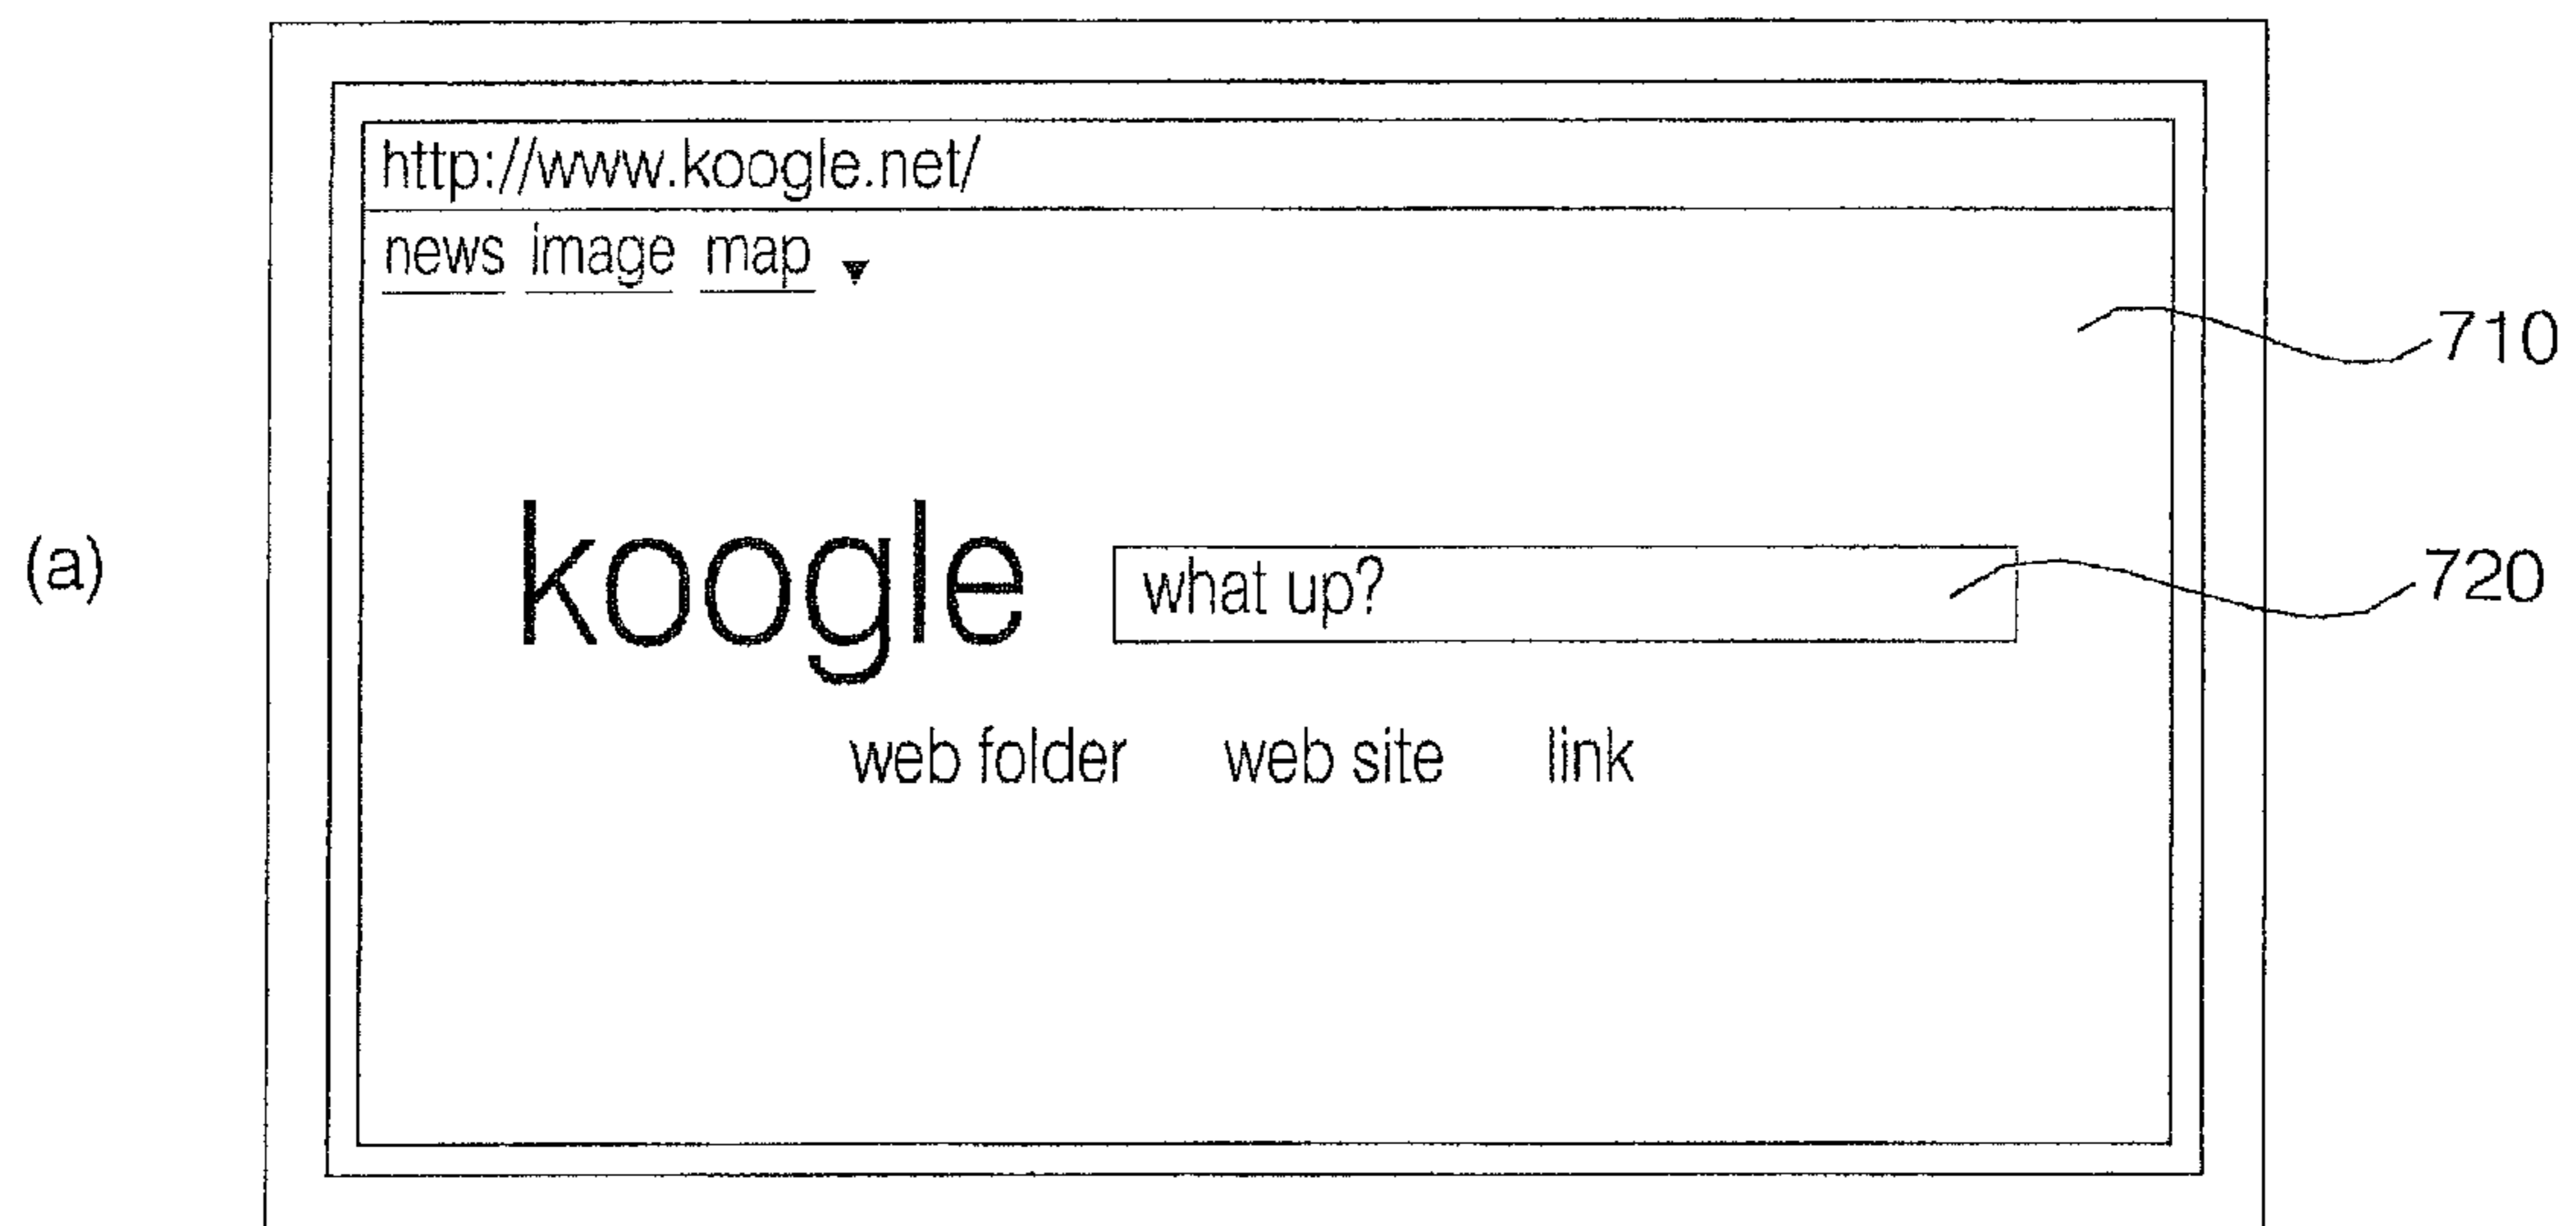 http://www.koogle.net/
news image map ▼
710
(a)
koogle what up? 720
web folder web site link